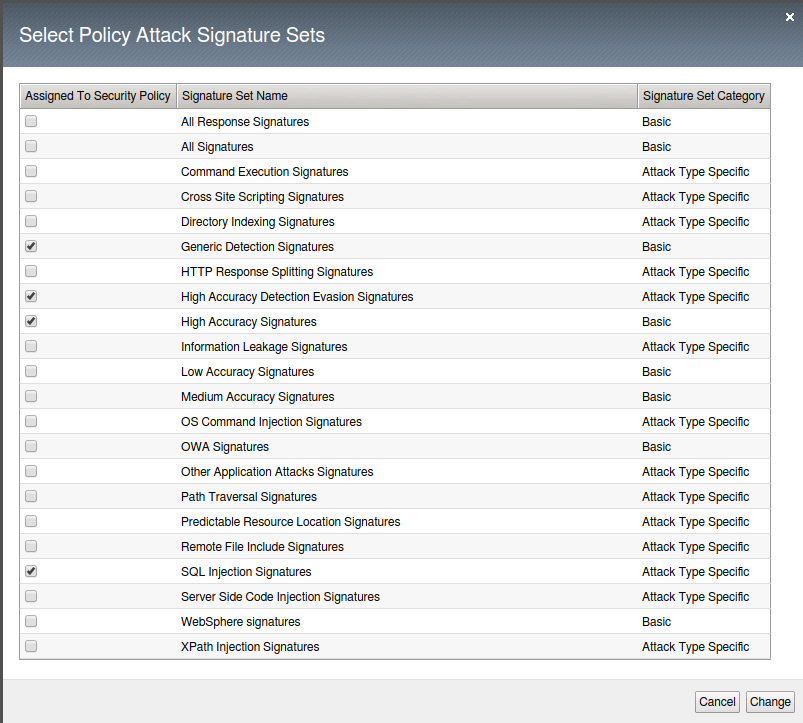 Select Policy Attack Signature Sets
Assigned To Security Policy Signature Set Name Signature Set Category
All Response Signatures Basic
All Signatures Basic
Command Execution Signatures Attack Type Specific
Cross Site Scripting Signatures Attack Type Specific
Directory Indexing Signatures Attack Type Specific
Generic Detection Signatures Basic
HTTP Response Splitting Signatures Attack Type Specific
High Accuracy Detection Evasion Signatures Attack Type Specific
High Accuracy Signatures Basic
Information Leakage Signatures Attack Type Specific
Low Accuracy Signatures Basic
Medium Accuracy Signatures Basic
OS Command Injection Signatures Attack Type Specific
OWA Signatures Basic
Other Application Attacks Signatures Attack Type Specific
Path Traversal Signatures Attack Type Specific
Predictable Resource Location Signatures Attack Type Specific
Remote File Include Signatures Attack Type Specific
SQL Injection Signatures Attack Type Specific
Server Side Code Injection Signatures Attack Type Specific
WebSphere signatures Basic
XPath Injection Signatures Attack Type Specific
Cancel Change